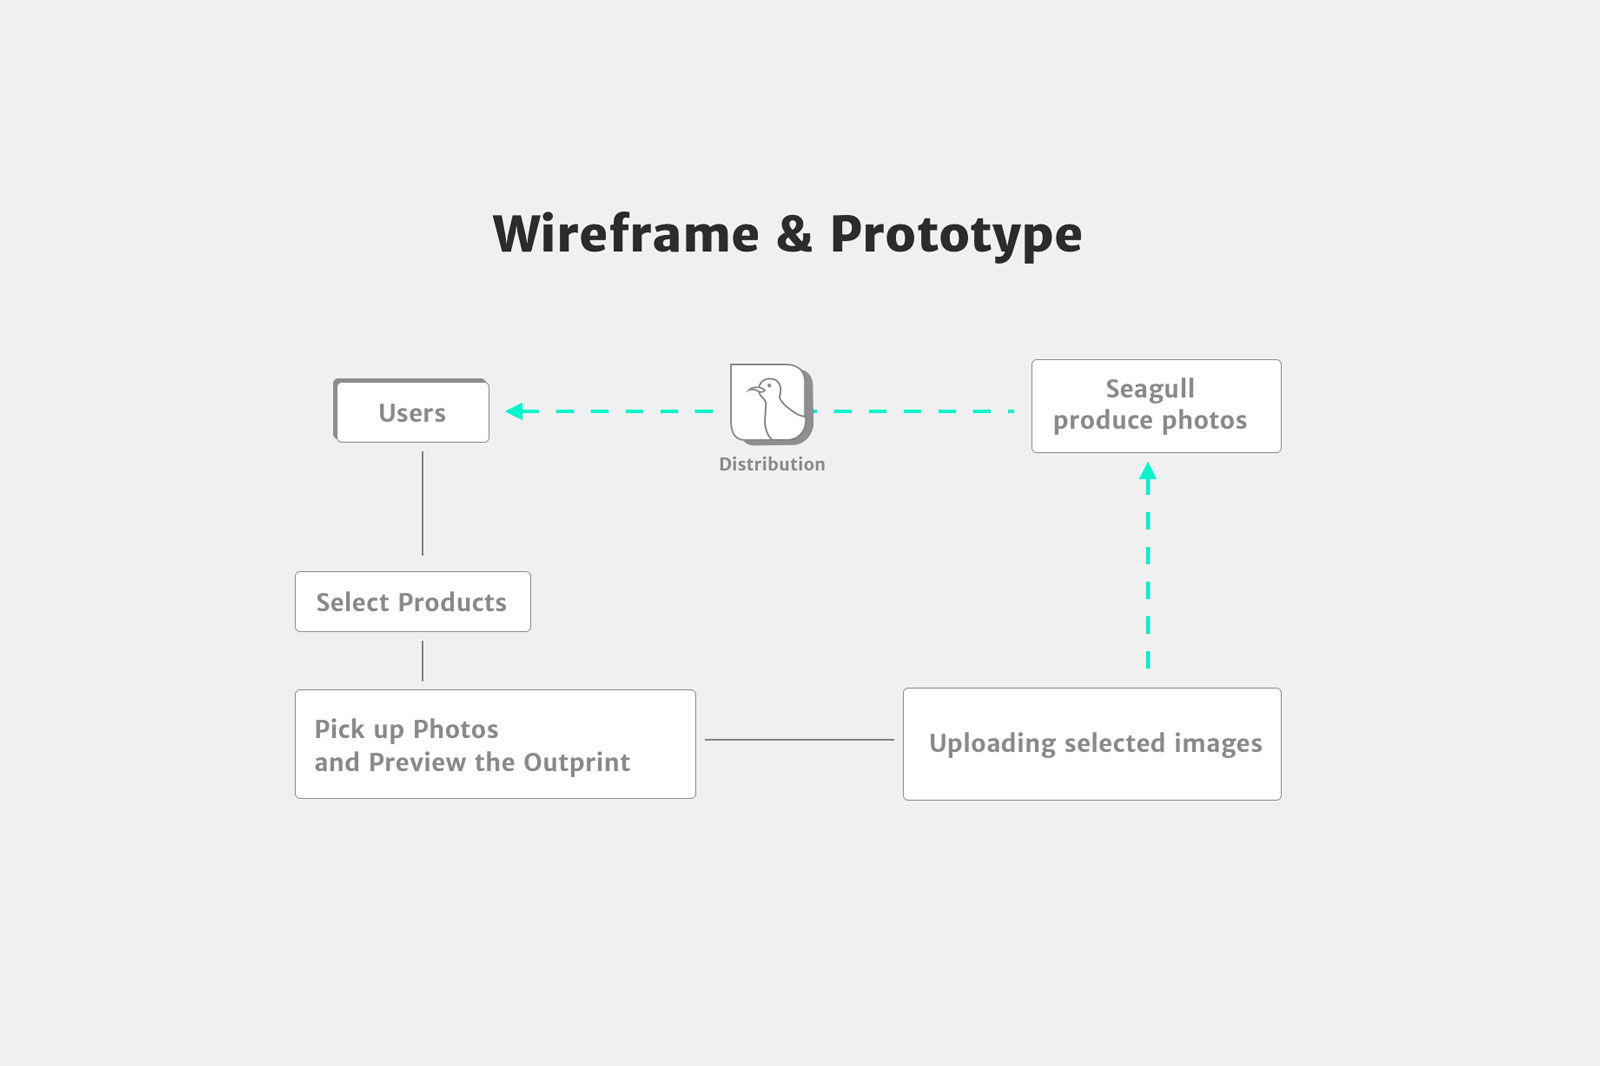 Wireframe & Prototype
Users
Distribution
Seagull
produce photos
Select Products
Pick up Photos
and Preview the Outprint
Uploading selected images